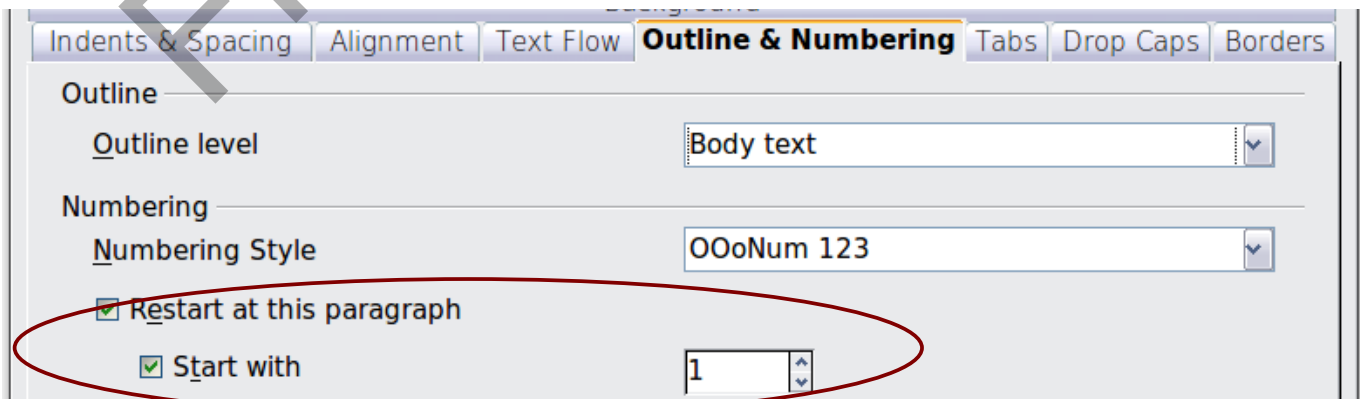 Background
Indents & Spacing Alignment Text Flow Outline & Numbering Tabs Drop Caps Borders
Outline
Outline level Body text
Numbering
Numbering Style OOoNum 123
Restart at this paragraph
Start with 1